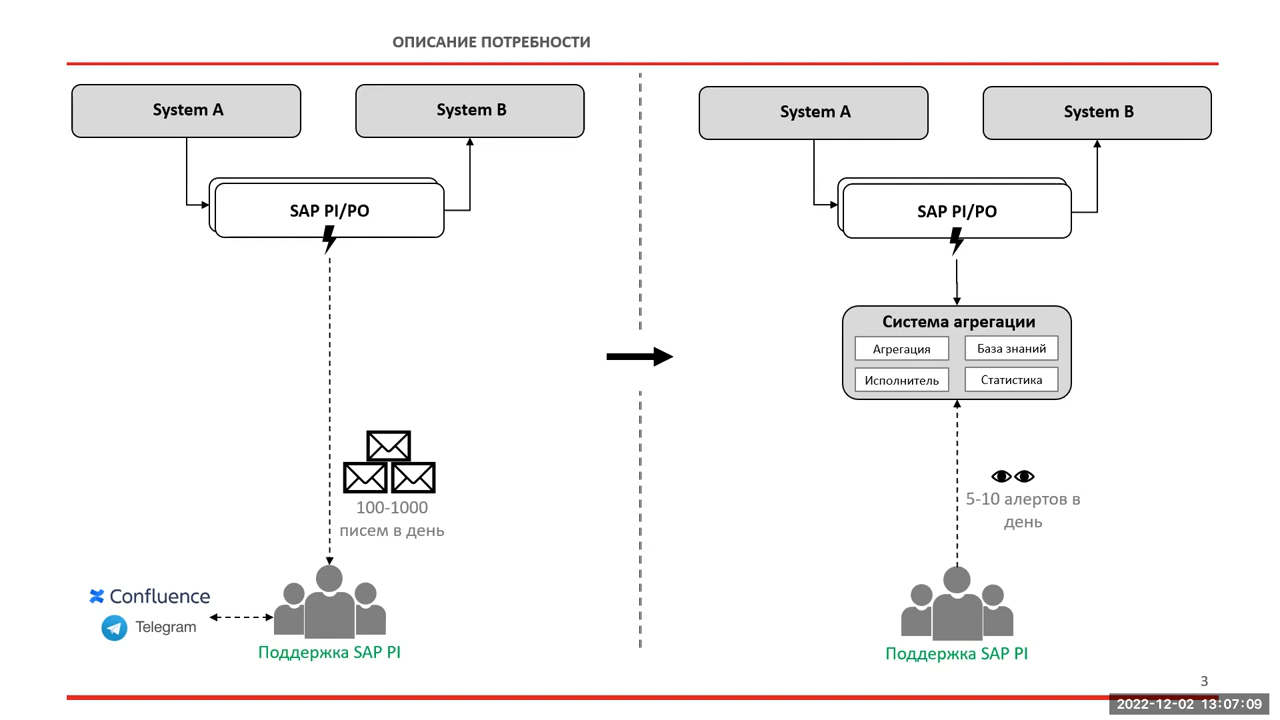 ОПИСАНИЕ ПОТРЕБНОСТИ
System A
System B
SAP PI/PO
100-1000
писем в день
Confluence
Telegram
Поддержка SAP PI
System A
System B
SAP PI/PO
Система агрегации
Агрегация
База знаний
Исполнитель
Статистика
5-10 алертов в
день
Поддержка SAP PI
3
2022-12-02 13:07:09